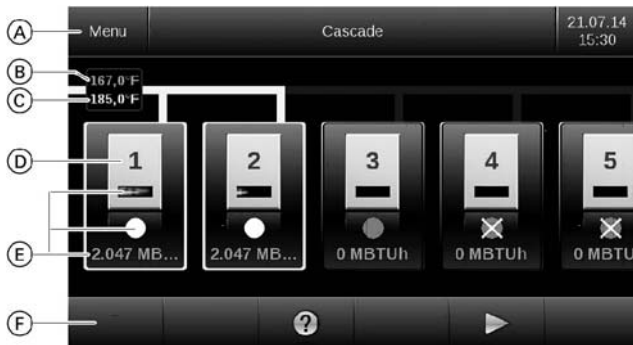 A Menu Cascade 21.07.14
15:30
B 167,0°F
C 185,0°F
D 1 2 3 4 5
E 2.047 MB... 2.047 MB... 0 MBTUh 0 MBTUh 0 MBTU
F ?